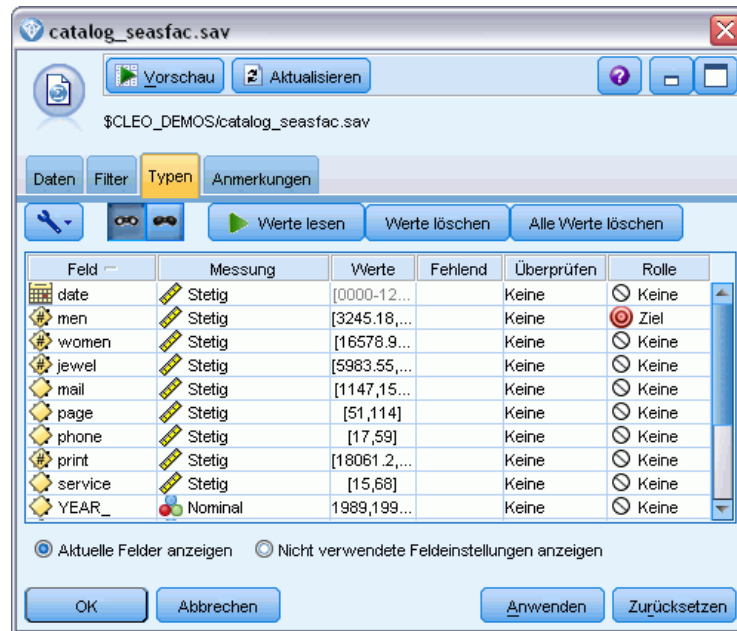 catalog_seasfac.sav
Vorschau Aktualisieren
$CLEO_DEMOS/catalog_seasfac.sav
Daten Filter Typen Anmerkungen
Werte lesen Werte löschen Alle Werte löschen
Feld Messung Werte Fehlend Überprüfen Rolle
date Stetig [0000-12... Keine Keine
men Stetig [3245.18,... Keine Ziel
women Stetig [16578.9... Keine Keine
jewel Stetig [5983.55,... Keine Keine
mail Stetig [1147,15... Keine Keine
page Stetig [51,114] Keine Keine
phone Stetig [17,59] Keine Keine
print Stetig [18061.2,... Keine Keine
service Stetig [15,68] Keine Keine
YEAR_ Nominal 1989,199... Keine Keine
Aktuelle Felder anzeigen Nicht verwendete Feldeinstellungen anzeigen
OK Abbrechen Anwenden Zurücksetzen